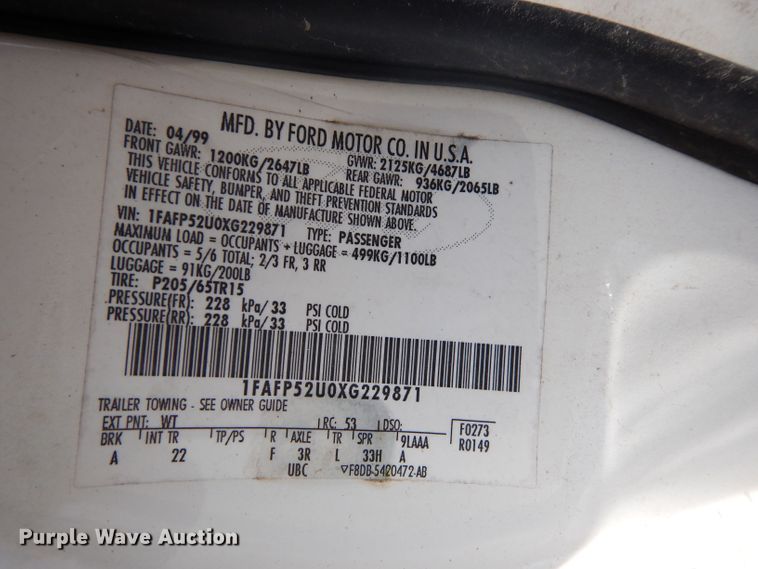 MFD. BY FORD MOTOR CO. IN U.S.A.
DATE: 04/99 GVWR: 2125KG/4687LB
FRONT GAWR: 1200KG/2647LB REAR GAWR: 936KG/2065LB
THIS VEHICLE CONFORMS TO ALL APPLICABLE FEDERAL MOTOR
VEHICLE SAFETY, BUMPER, AND THEFT PREVENTION STANDARDS
IN EFFECT ON THE DATE OF MANUFACTURE SHOWN ABOVE.
VIN: 1FAFP52U0XG229871 TYPE: PASSENGER
MAXIMUM LOAD = OCCUPANTS + LUGGAGE = 499KG/1100LB
OCCUPANTS = 5/6 TOTAL; 2/3 FR, 3 RR
LUGGAGE = 91KG/200LB
TIRE: P205/65TR15
PRESSURE(FR): 228 kPa/33 PSI COLD
PRESSURE(RR): 228 kPa/33 PSI COLD
1FAFP52U0XG229871
TRAILER TOWING - SEE OWNER GUIDE
EXT PNT: WT RC: 53 DSO: F0273
BRK INT TR TP/PS R AXLE TR SPR 9LAAA R0149
A 22 F 3R L 33H A
UBC ▽F8DB-5420472-AB
Purple Wave Auction